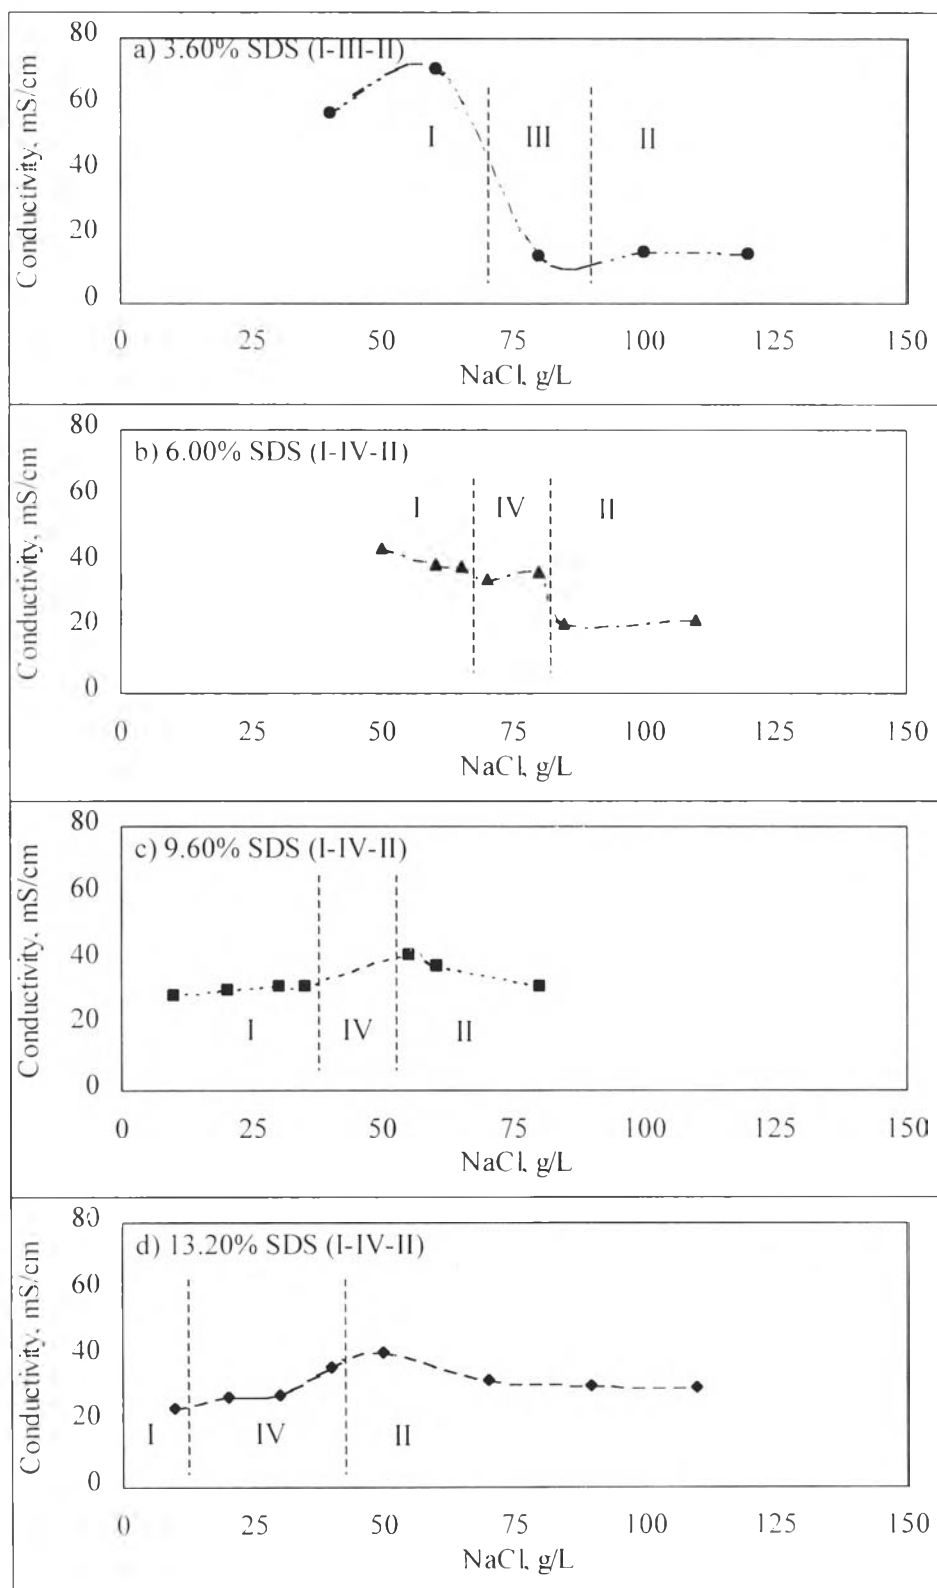 80
a) 3.60% SDS (I-III-II)
60
40
20
0
Conductivity, mS/cm
I
III
II
0 25 50 75 100 125 150
NaCl, g/L
80
b) 6.00% SDS (I-IV-II)
60
40
20
0
Conductivity, mS/cm
I
IV
II
0 25 50 75 100 125 150
NaCl, g/L
80
c) 9.60% SDS (I-IV-II)
60
40
20
0
Conductivity, mS/cm
I
IV
II
0 25 50 75 100 125 150
NaCl, g/L
80
d) 13.20% SDS (I-IV-II)
60
40
20
0
Conductivity, mS/cm
I
IV
II
0 25 50 75 100 125 150
NaCl, g/L